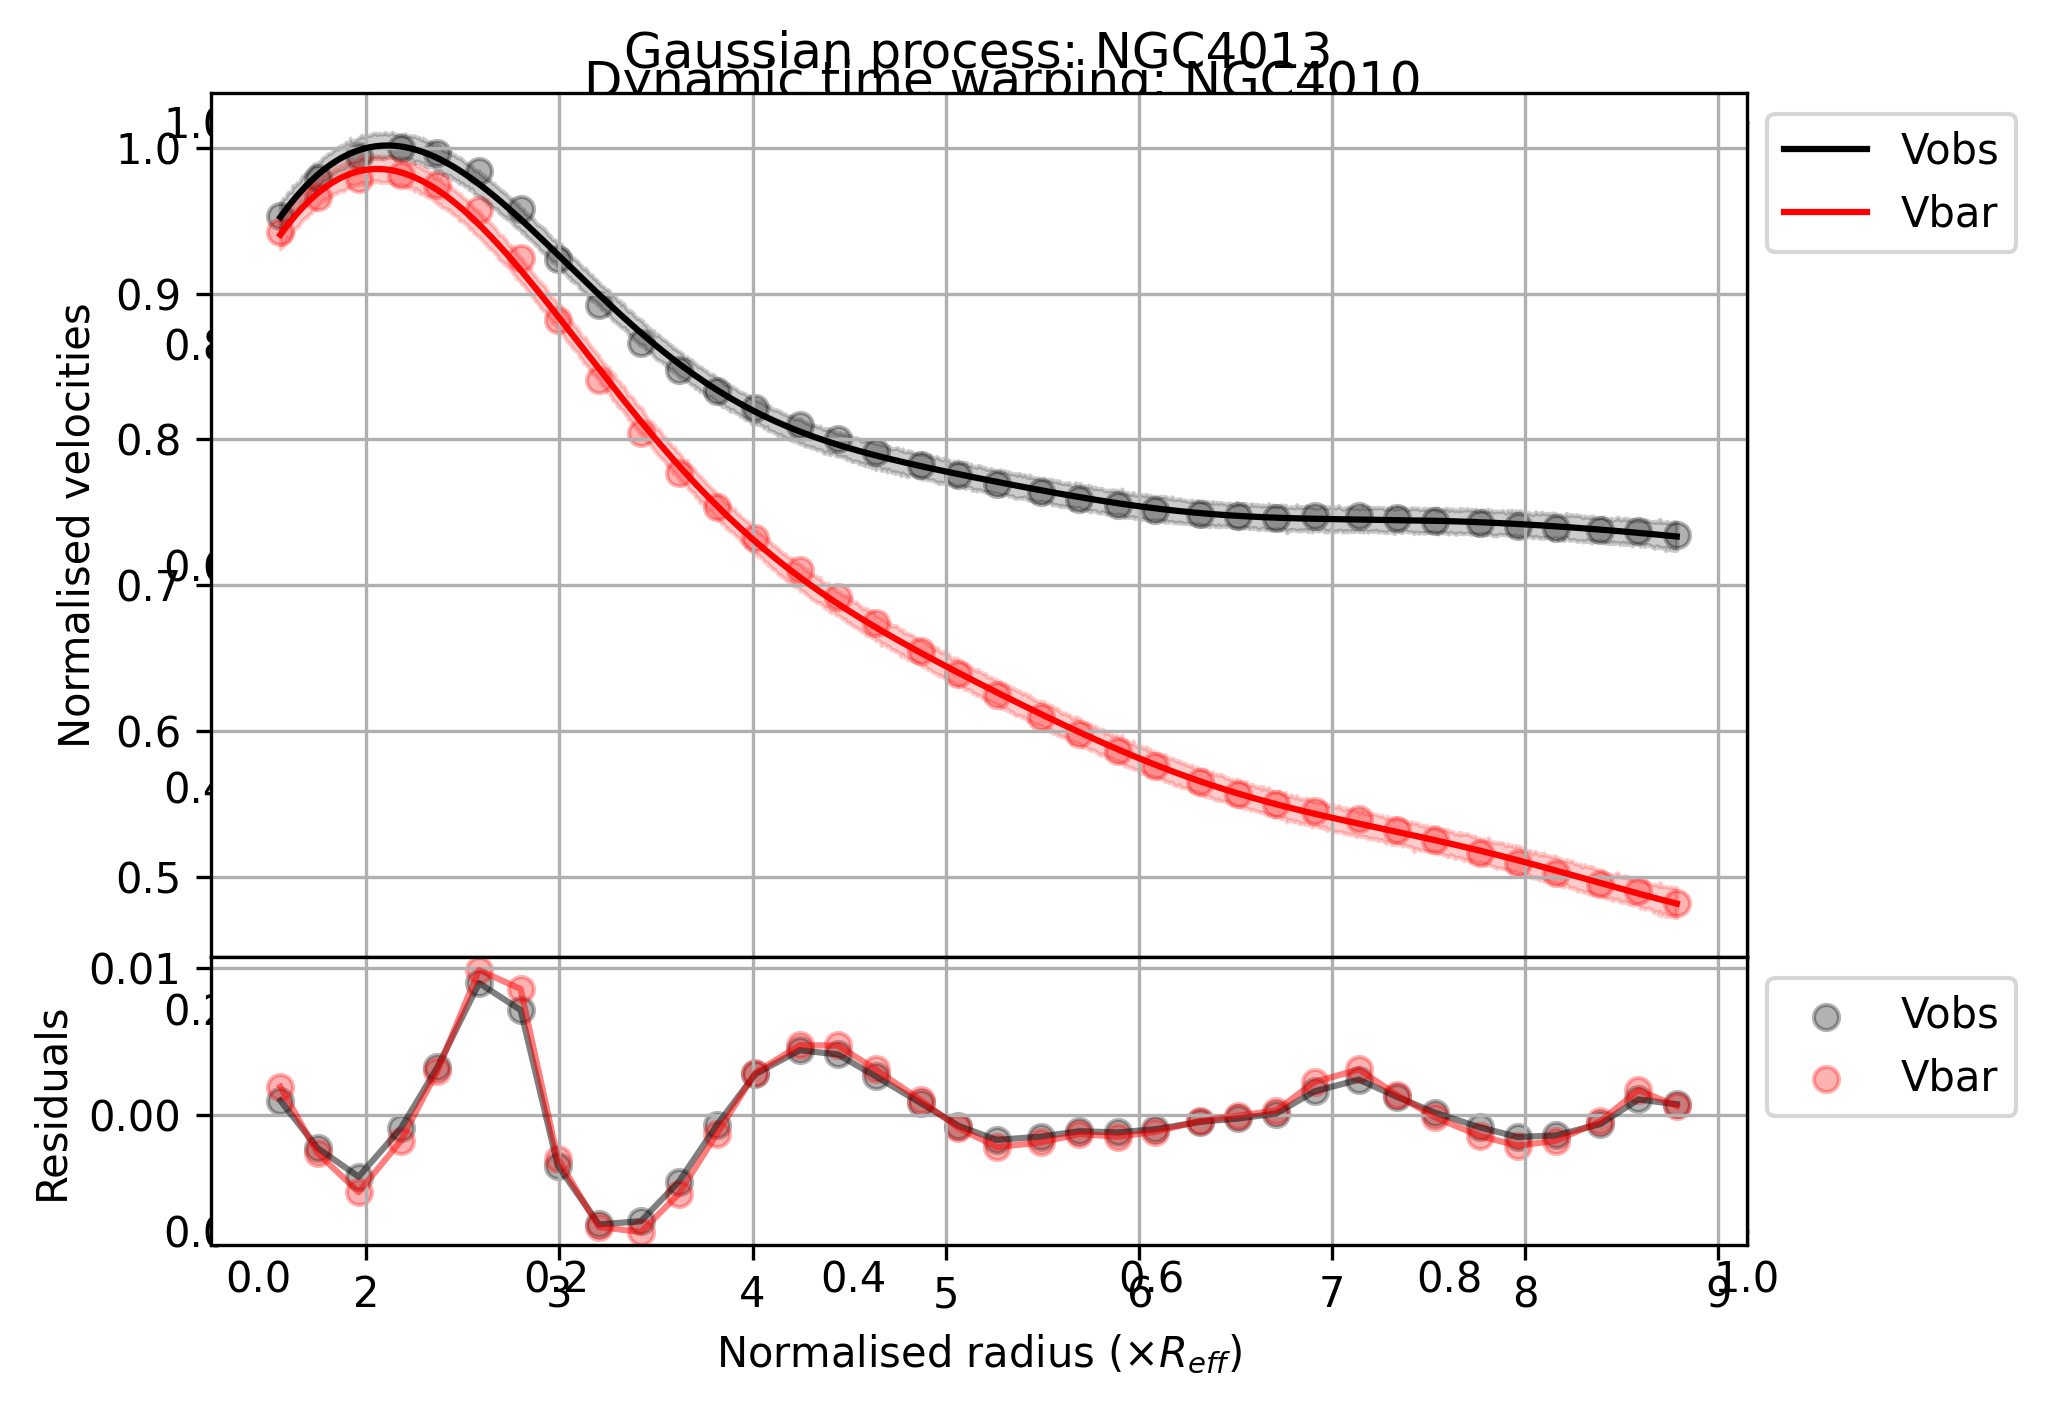 Gaussian process: NGC4013
Dynamic time warping: NGC4010
1.0
0.9
0.8
0.7
0.6
0.5
Normalised velocities
Vobs
Vbar
0.01
0.00
Residuals
Vobs
Vbar
0.0 0.2 0.4 0.6 0.8 1.0
2 3 4 5 6 7 8 9
Normalised radius (×R_eff)